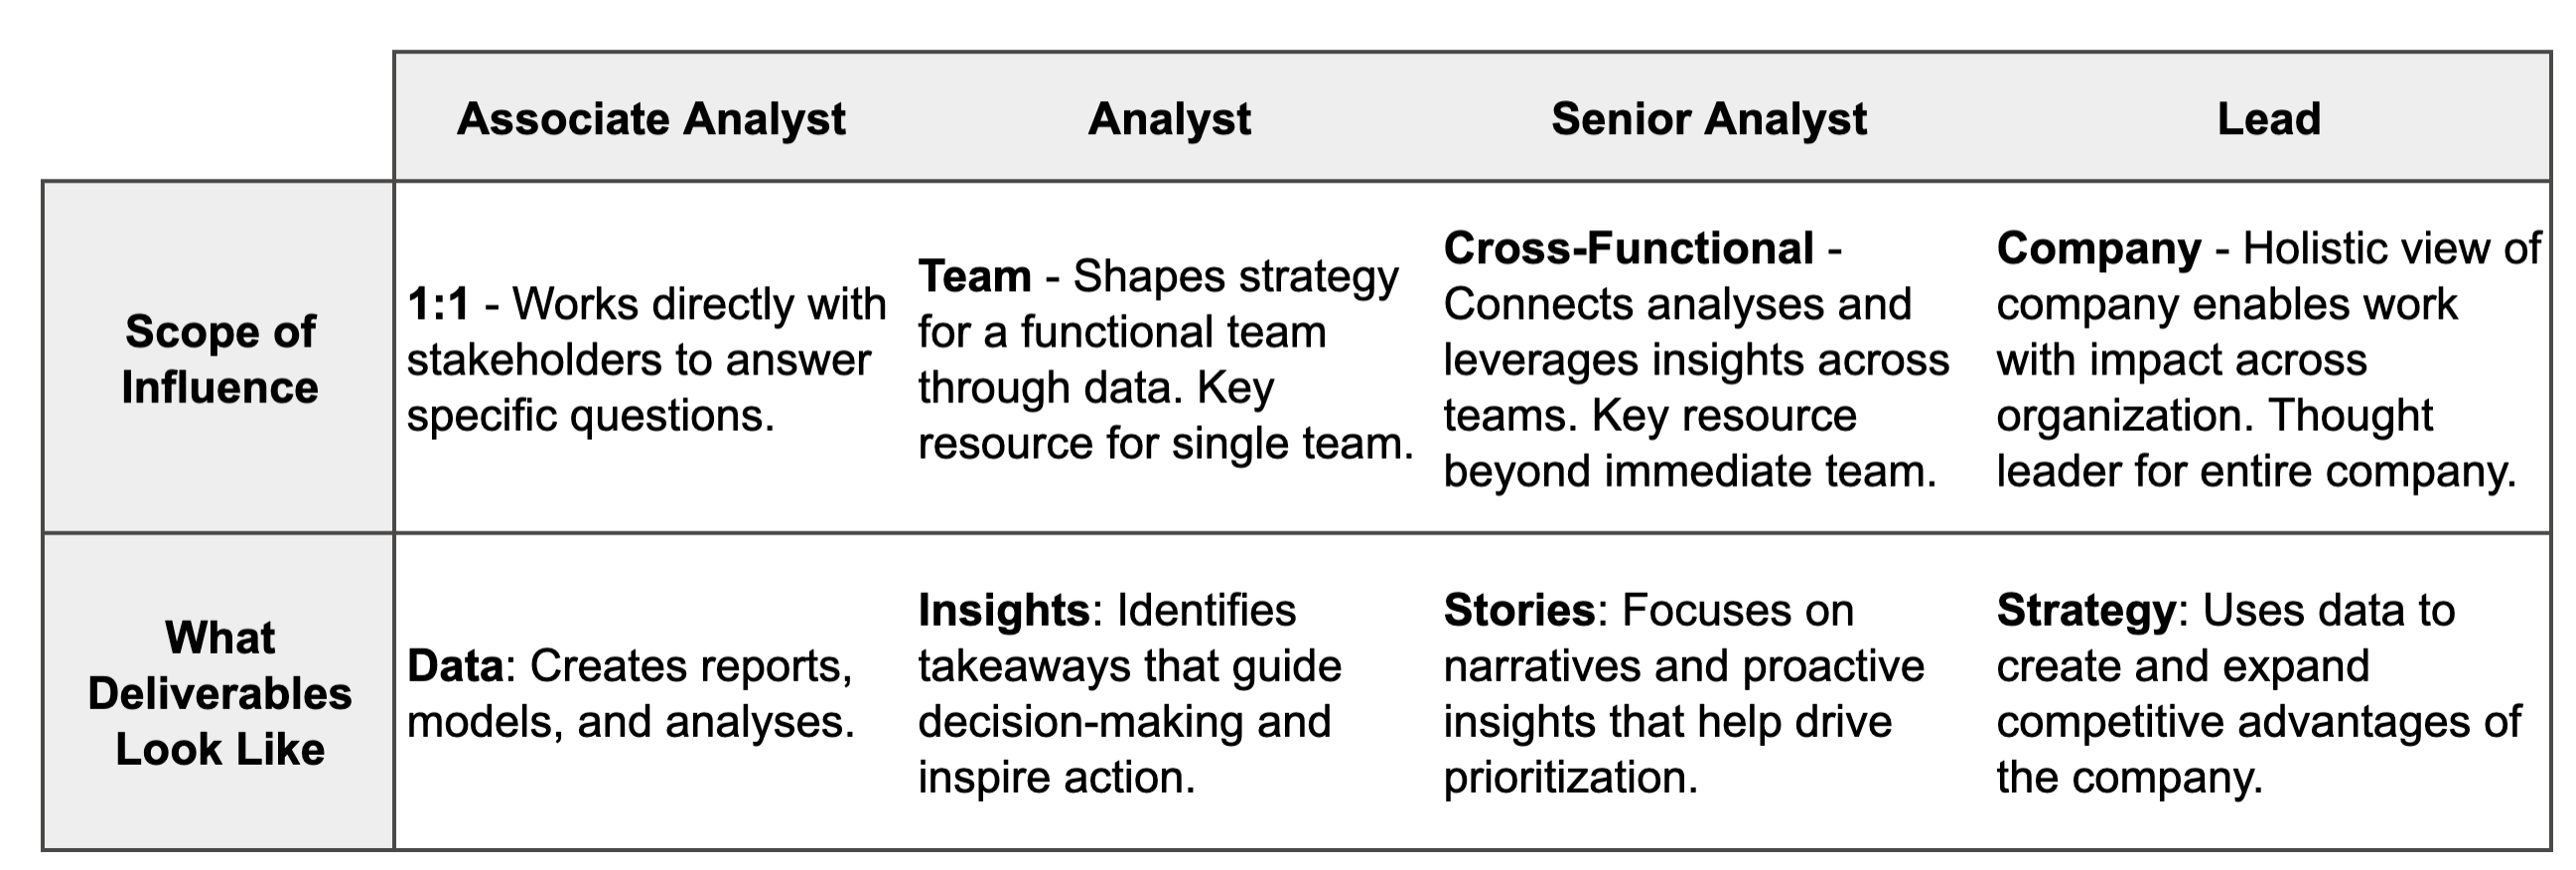 Associate Analyst
Analyst
Senior Analyst
Lead
Scope of
Influence
1:1 - Works directly with
stakeholders to answer
specific questions.
Team - Shapes strategy
for a functional team
through data. Key
resource for single team.
Cross-Functional -
Connects analyses and
leverages insights across
teams. Key resource
beyond immediate team.
Company - Holistic view of
company enables work
with impact across
organization. Thought
leader for entire company.
What
Deliverables
Look Like
Data: Creates reports,
models, and analyses.
Insights: Identifies
takeaways that guide
decision-making and
inspire action.
Stories: Focuses on
narratives and proactive
insights that help drive
prioritization.
Strategy: Uses data to
create and expand
competitive advantages of
the company.